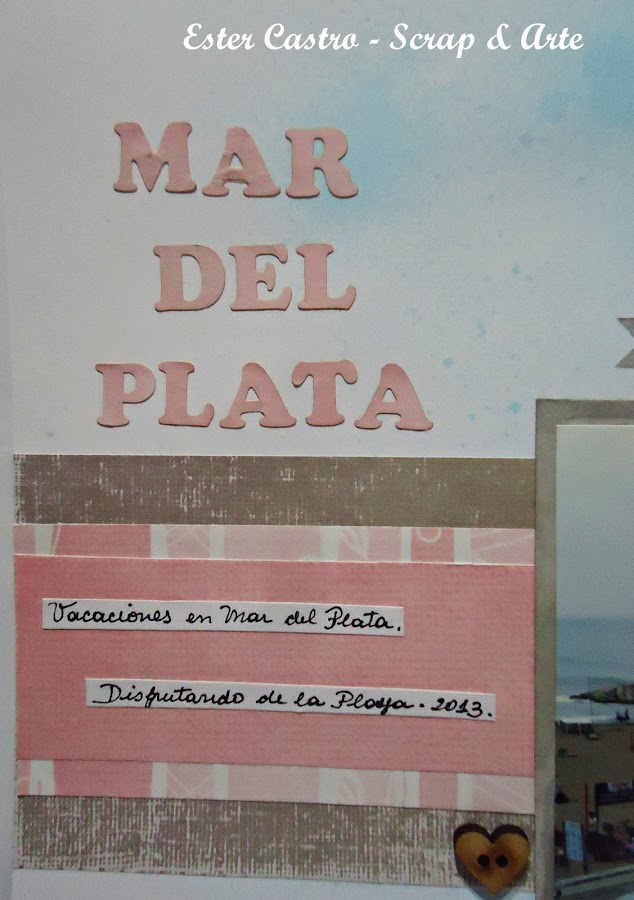 Ester Castro - Scrap & Arte
MAR
DEL
PLATA
Vacaciones en Mar del Plata.
Disfrutando de la Playa. 2013.